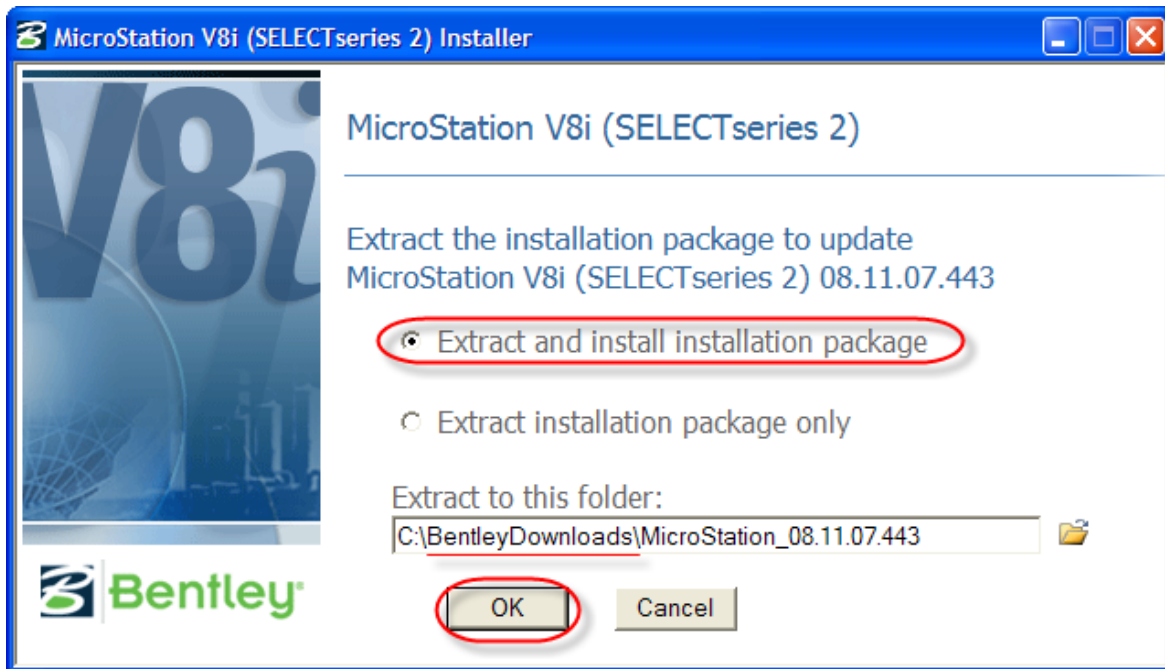 MicroStation V8i (SELECTseries 2) Installer
V8i
MicroStation V8i (SELECTseries 2)
Extract the installation package to update
MicroStation V8i (SELECTseries 2) 08.11.07.443
Extract and install installation package
Extract installation package only
Extract to this folder:
C:\BentleyDownloads\MicroStation_08.11.07.443
Bentley
OK
Cancel